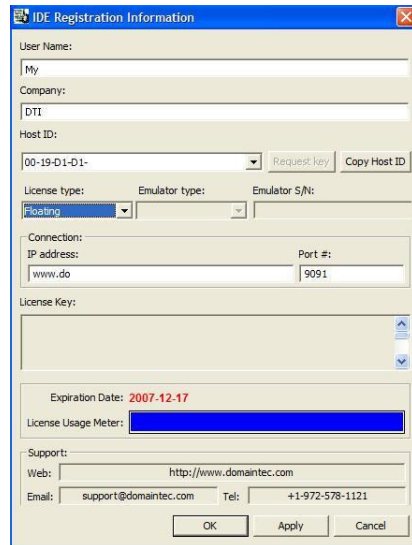 IDE Registration Information
User Name:
My
Company:
DTI
Host ID:
00-19-D1-D1- Request key Copy Host ID
License type: Emulator type: Emulator S/N:
Floating
Connection:
IP address: Port #:
www.do 9091
License Key:
Expiration Date: 2007-12-17
License Usage Meter:
Support:
Web: http://www.domaintec.com
Email: support@domaintec.com Tel: +1-972-578-1121
OK Apply Cancel